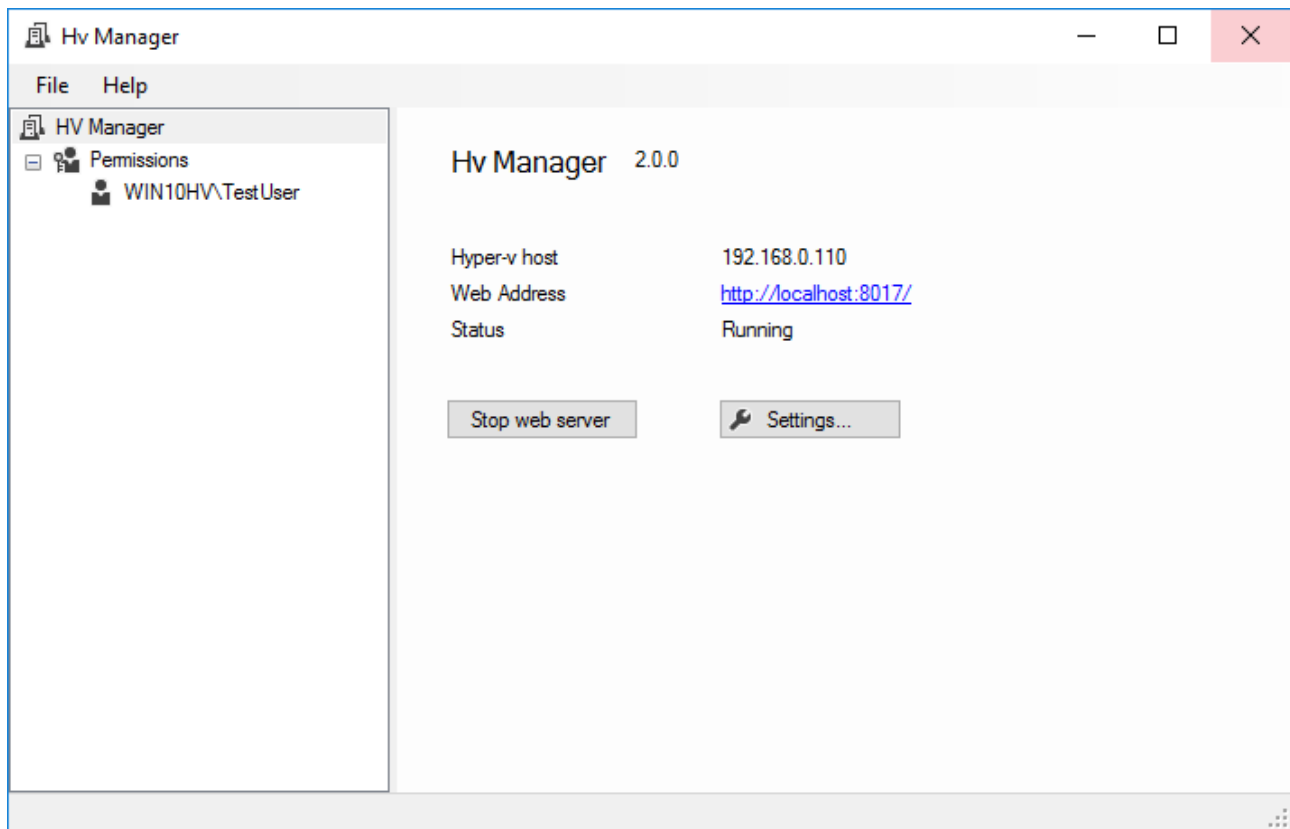 Hv Manager
File Help
HV Manager
Permissions
WIN10HV\TestUser
Hv Manager 2.0.0
Hyper-v host 192.168.0.110
Web Address http://localhost:8017/
Status Running
Stop web server Settings...